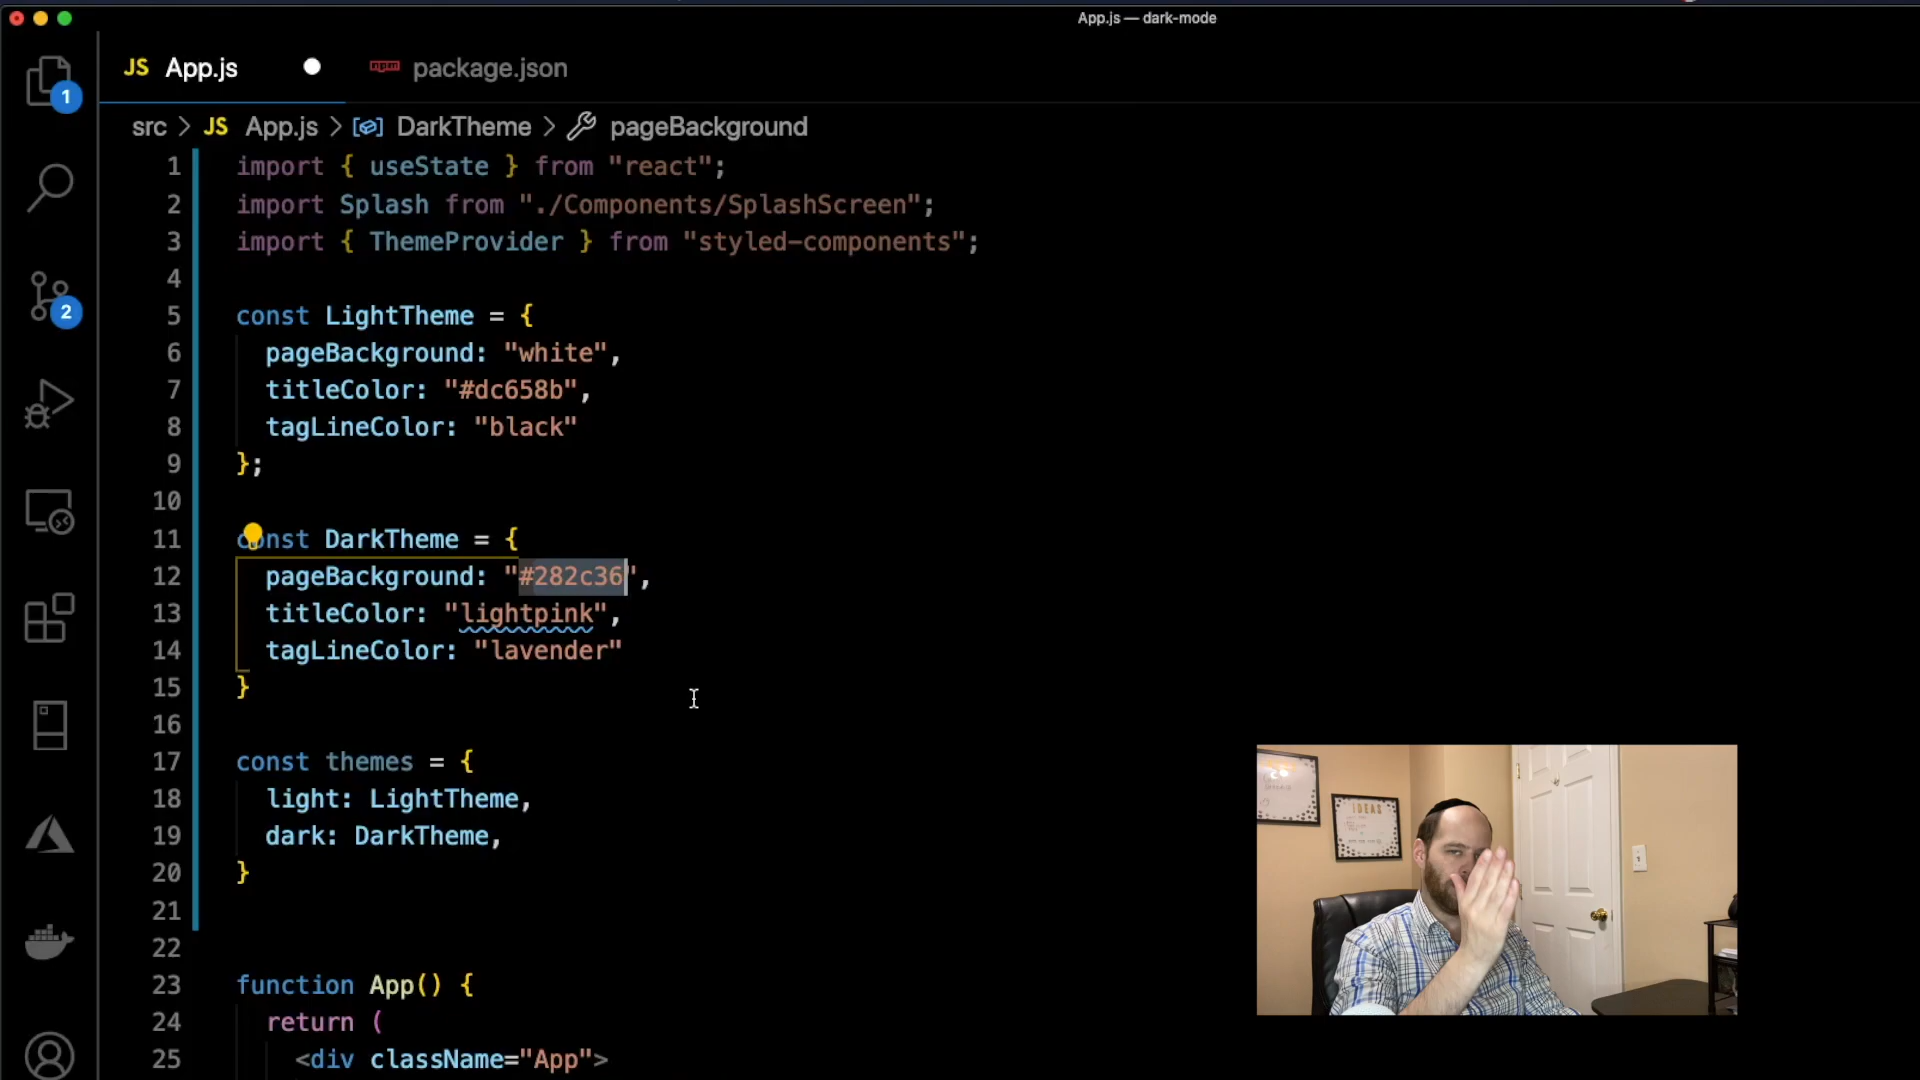 App.js — dark-mode
JS App.js
npm package.json
1
src > JS App.js > DarkTheme > pageBackground
1 import { useState } from "react";
2 import Splash from "./Components/SplashScreen";
3 import { ThemeProvider } from "styled-components";
4
5 const LightTheme = {
6 pageBackground: "white",
7 titleColor: "#dc658b",
8 tagLineColor: "black"
9 };
10
11 const DarkTheme = {
12 pageBackground: "#282c36",
13 titleColor: "lightpink",
14 tagLineColor: "lavender"
15 }
16
17 const themes = {
18 light: LightTheme,
19 dark: DarkTheme,
20 }
21
22
23 function App() {
24 return (
25 <div className="App">
2
IDEAS